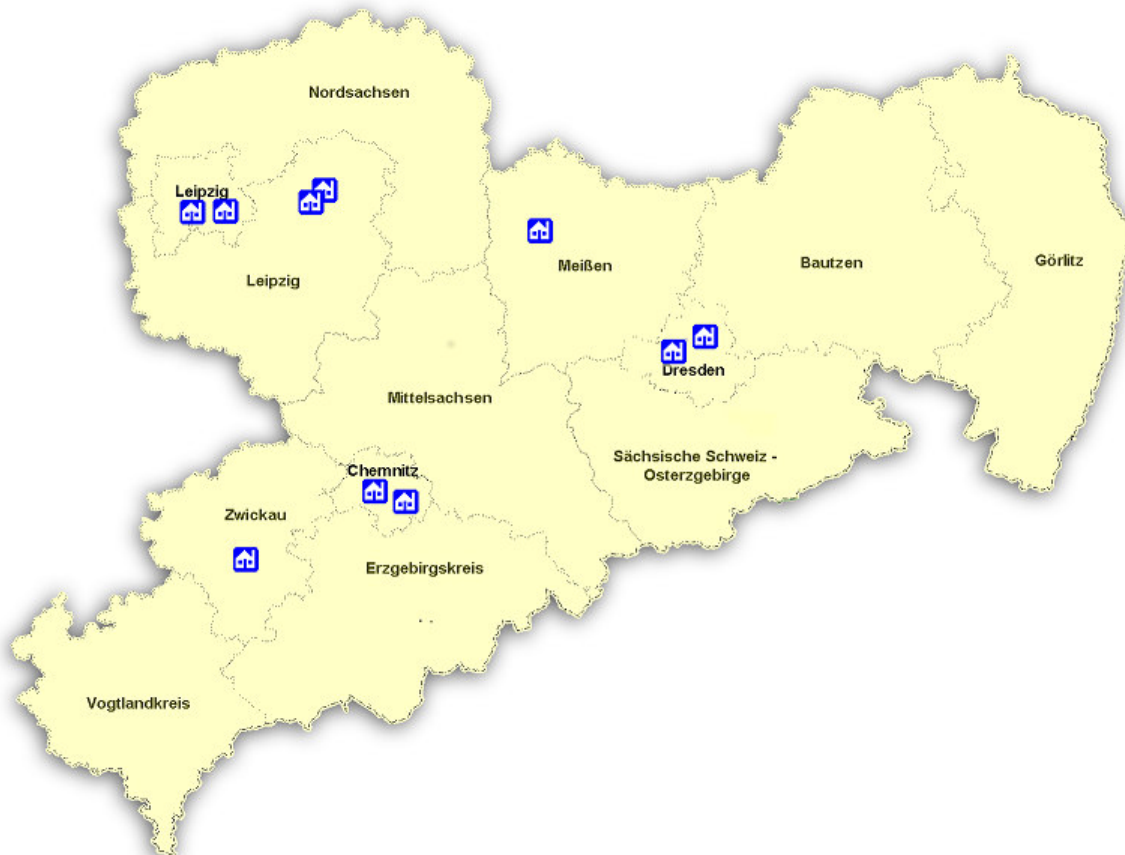 Nordsachsen
Leipzig
Leipzig
Meißen
Bautzen
Görlitz
Dresden
Mittelsachsen
Sächsische Schweiz -
Osterzgebirge
Chemnitz
Zwickau
Erzgebirgskreis
Vogtlandkreis